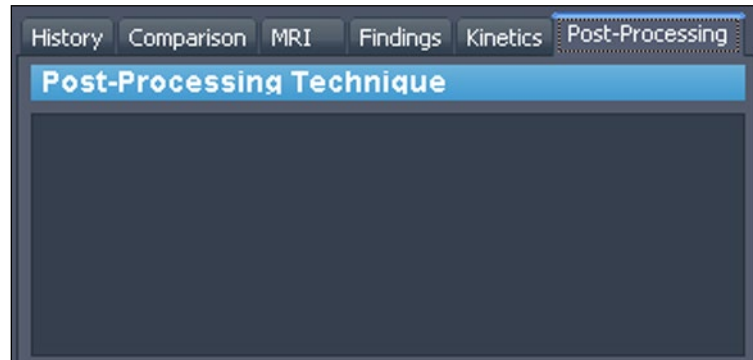 History Comparison MRI Findings Kinetics Post-Processing
Post-Processing Technique